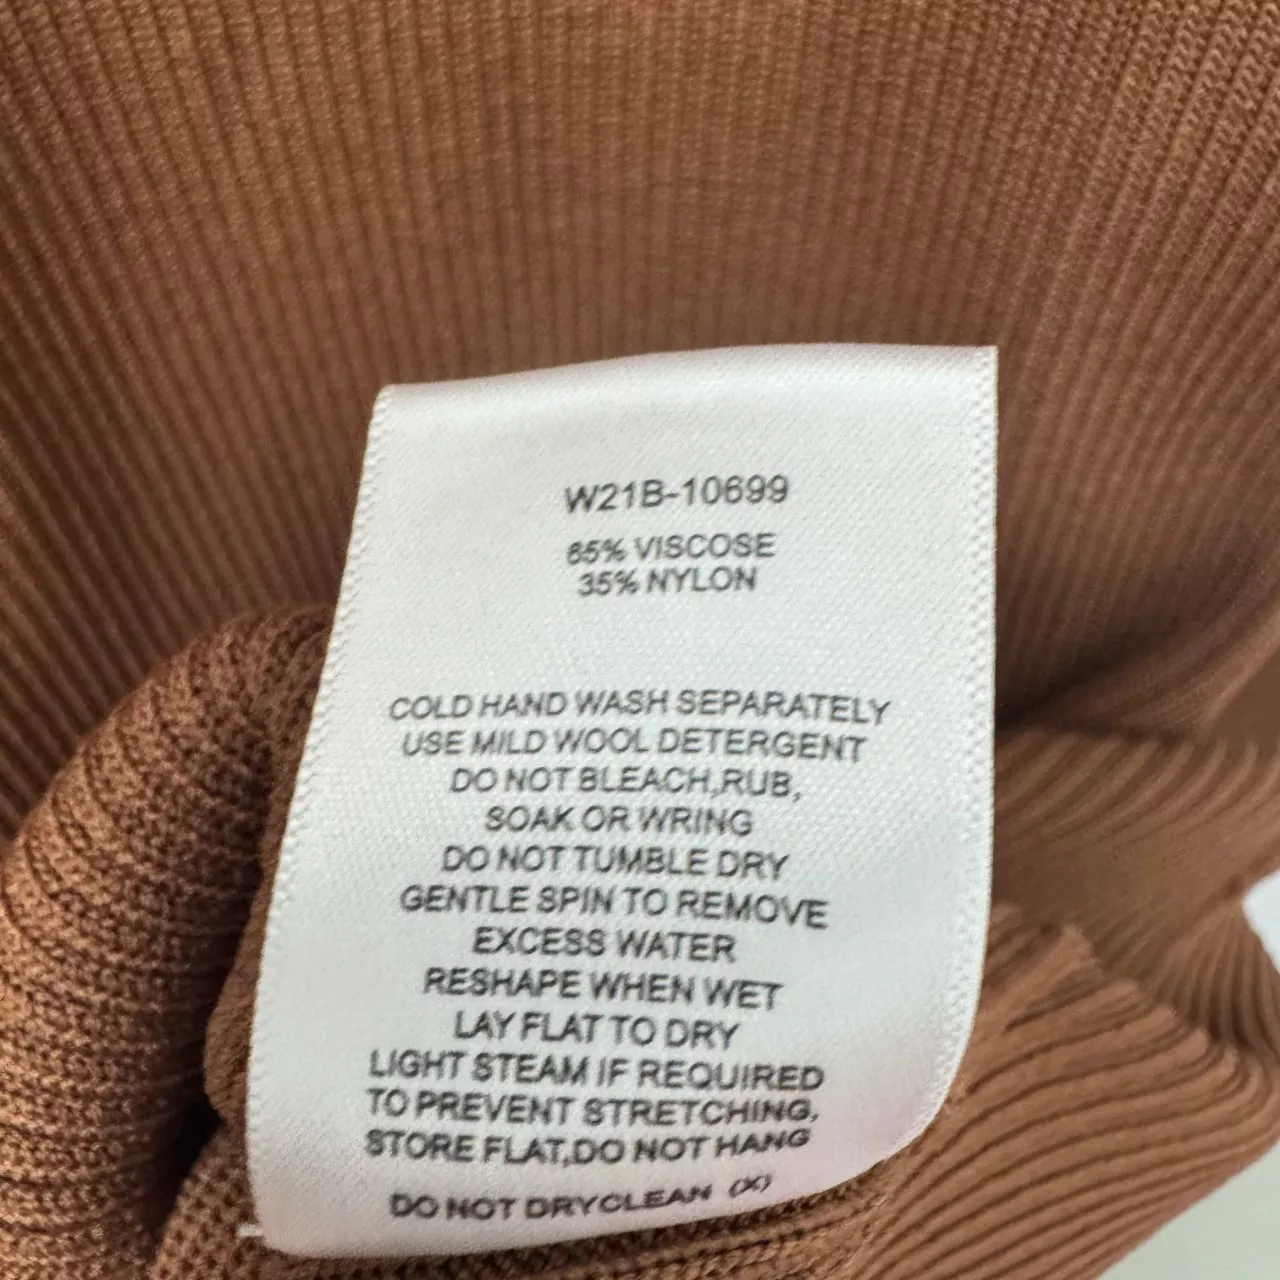 W21B-10699
65% VISCOSE
35% NYLON
COLD HAND WASH SEPARATELY
USE MILD WOOL DETERGENT
DO NOT BLEACH,RUB,
SOAK OR WRING
DO NOT TUMBLE DRY
GENTLE SPIN TO REMOVE
EXCESS WATER
RESHAPE WHEN WET
LAY FLAT TO DRY
LIGHT STEAM IF REQUIRED
TO PREVENT STRETCHING,
STORE FLAT,DO NOT HANG
DO NOT DRYCLEAN (X)